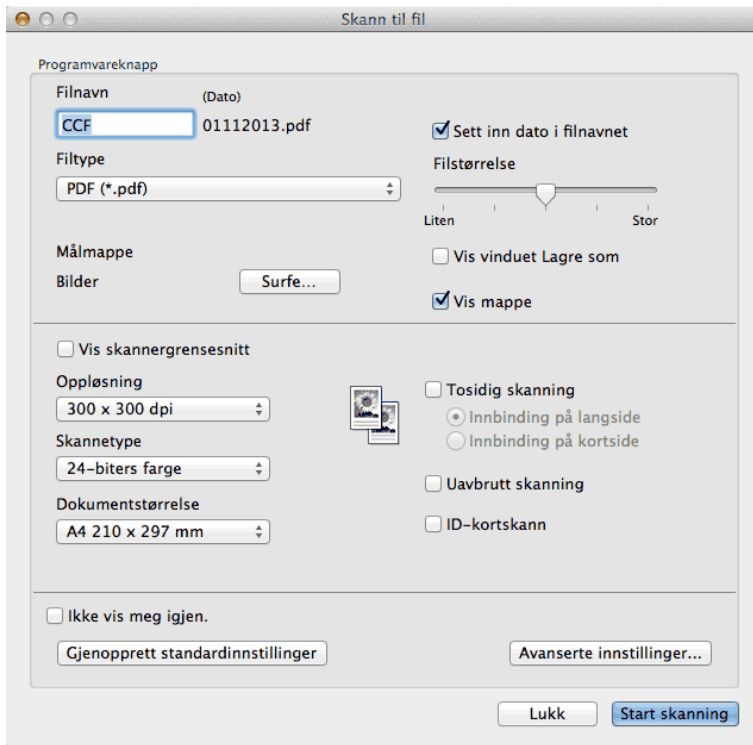 Skann til fil
Programvareknapp
Filnavn
(Dato)
CCF
01112013.pdf
Sett inn dato i filnavnet
Filtype
PDF (*.pdf)
Filstørrelse
Liten
Stor
Målmappe
Bilder
Surfe...
Vis vinduet Lagre som
Vis mappe
Vis skannergrensesnitt
Oppløsning
300 x 300 dpi
Skannetype
24-biters farge
Dokumentstørrelse
A4 210 x 297 mm
Tosidig skanning
Innbinding på langside
Innbinding på kortside
Uavbrutt skanning
ID-kortskann
Ikke vis meg igjen.
Gjenopprett standardinnstillinger
Avanserte innstillinger...
Lukk
Start skanning